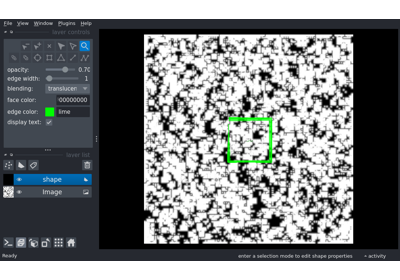 File View Window Plugins Help
layer controls
opacity: 0.70
edge width: 1
blending: translucen
face color: 00000000
edge color: lime
display text:
layer list
shape
Image
Ready
enter a selection mode to edit shape properties
activity